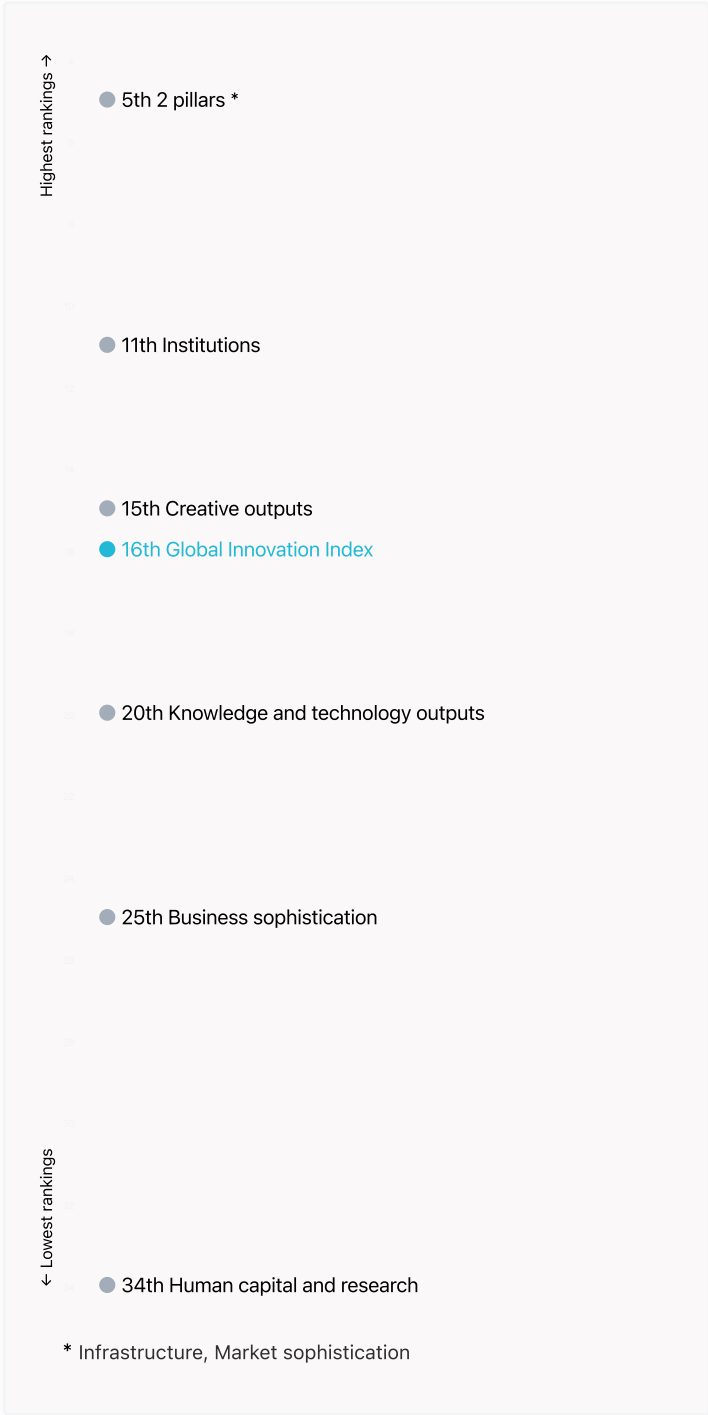 Highest rankings →
5th 2 pillars *
11th Institutions
15th Creative outputs
16th Global Innovation Index
20th Knowledge and technology outputs
25th Business sophistication
34th Human capital and research
← Lowest rankings
* Infrastructure, Market sophistication